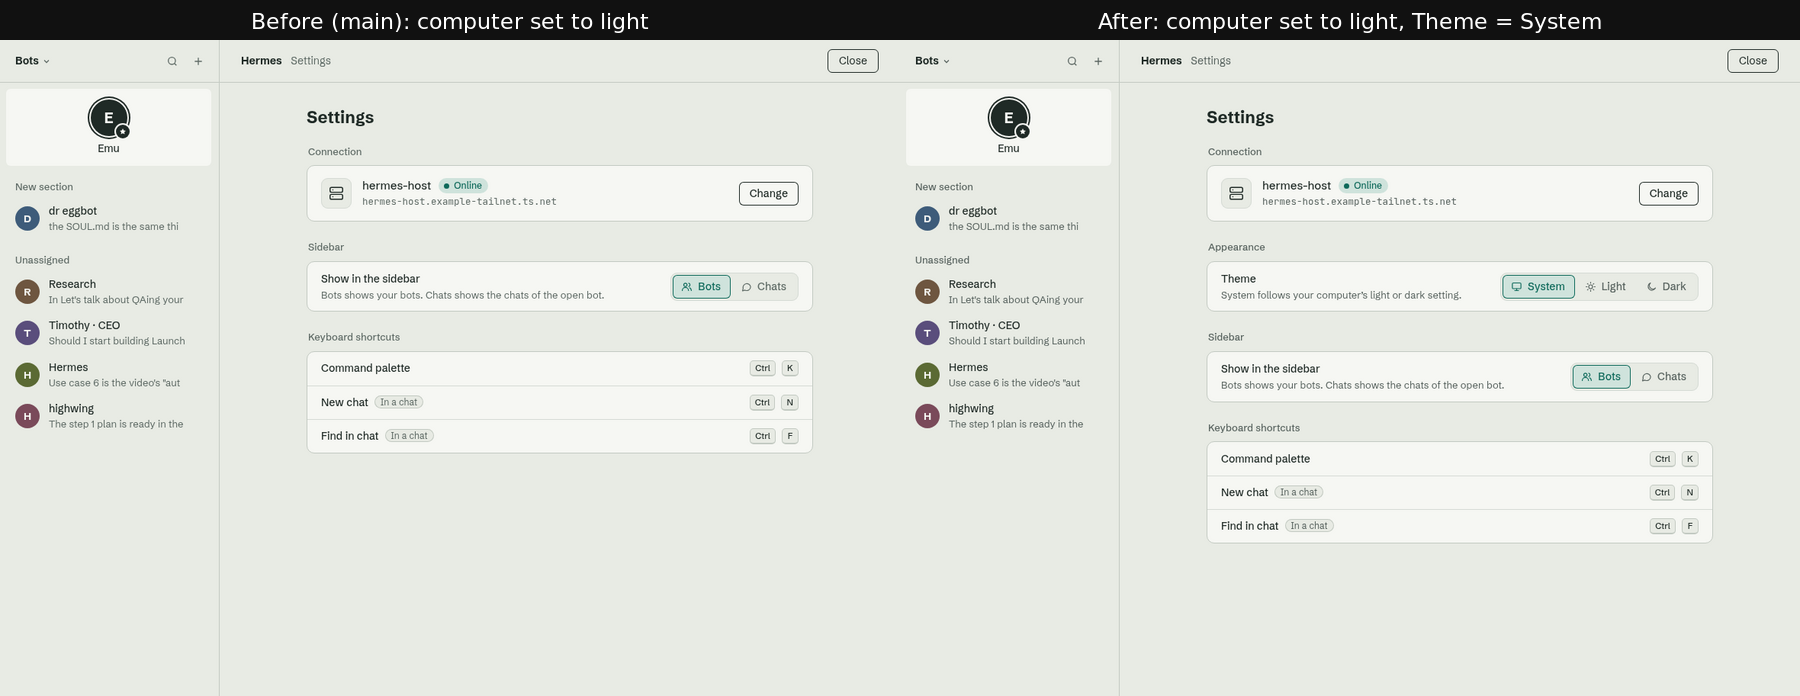 Before (main): computer set to light
Bots
Hermes Settings
Close
E
Emu
New section
D
dr eggbot
the SOUL.md is the same thi
Unassigned
R
Research
In Let's talk about QAing your
T
Timothy · CEO
Should I start building Launch
H
Hermes
Use case 6 is the video's "aut
H
highwing
The step 1 plan is ready in the
Settings
Connection
hermes-host Online
hermes-host.example-tailnet.ts.net
Change
Sidebar
Show in the sidebar
Bots shows your bots. Chats shows the chats of the open bot.
Bots Chats
Keyboard shortcuts
Command palette Ctrl K
New chat In a chat Ctrl N
Find in chat In a chat Ctrl F
After: computer set to light, Theme = System
Bots
Hermes Settings
Close
E
Emu
New section
D
dr eggbot
the SOUL.md is the same thi
Unassigned
R
Research
In Let's talk about QAing your
T
Timothy · CEO
Should I start building Launch
H
Hermes
Use case 6 is the video's "aut
H
highwing
The step 1 plan is ready in the
Settings
Connection
hermes-host Online
hermes-host.example-tailnet.ts.net
Change
Appearance
Theme
System follows your computer's light or dark setting.
System Light Dark
Sidebar
Show in the sidebar
Bots shows your bots. Chats shows the chats of the open bot.
Bots Chats
Keyboard shortcuts
Command palette Ctrl K
New chat In a chat Ctrl N
Find in chat In a chat Ctrl F